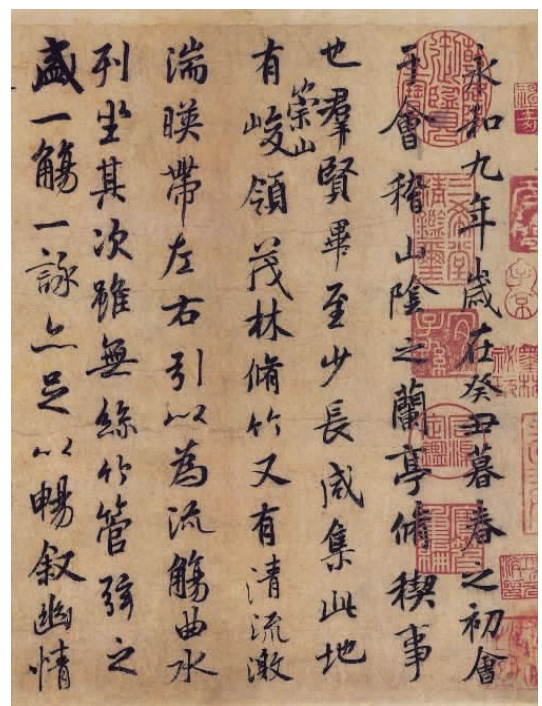 永和九年歲在癸丑暮春之初會
于會稽山陰之蘭亭脩稧事
也羣賢畢至少長咸集此地
有崇山峻領茂林脩竹又有清流激
湍暎帶左右引以為流觴曲水
列坐其次雖無絲竹管弦之
盛一觴一詠亦足以暢叙幽情